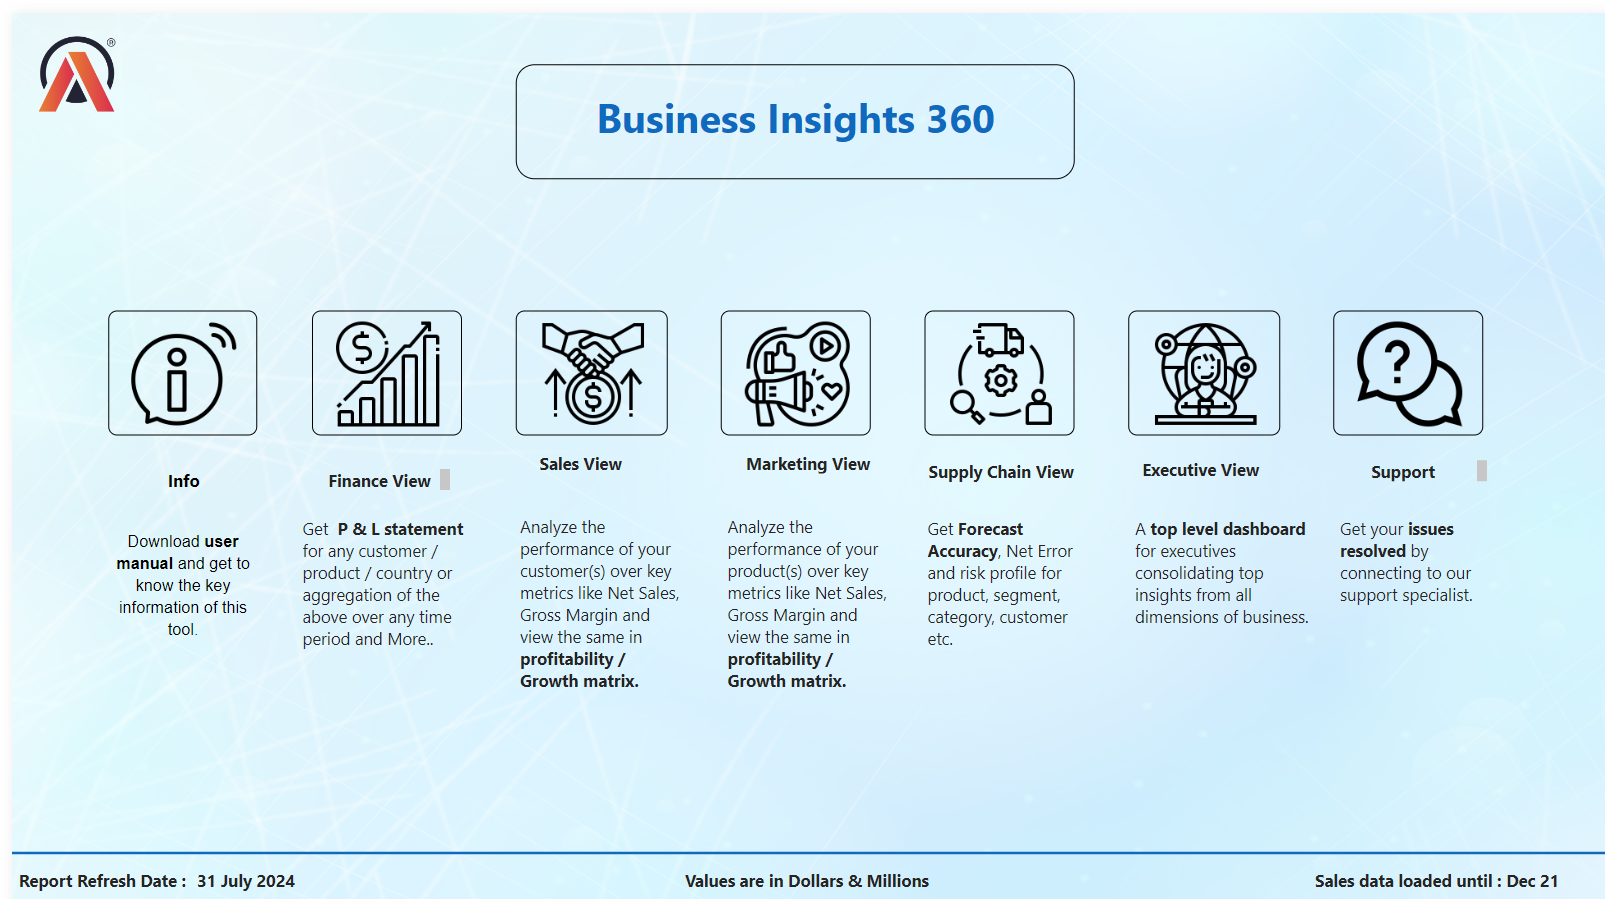 ®
Business Insights 360
Info
Download user
manual and get to
know the key
information of this
tool.
Finance View
Get P & L statement
for any customer /
product / country or
aggregation of the
above over any time
period and More..
Sales View
Analyze the
performance of your
customer(s) over key
metrics like Net Sales,
Gross Margin and
view the same in
profitability /
Growth matrix.
Marketing View
Analyze the
performance of your
product(s) over key
metrics like Net Sales,
Gross Margin and
view the same in
profitability /
Growth matrix.
Supply Chain View
Get Forecast
Accuracy, Net Error
and risk profile for
product, segment,
category, customer
etc.
Executive View
A top level dashboard
for executives
consolidating top
insights from all
dimensions of business.
Support
Get your issues
resolved by
connecting to our
support specialist.
Report Refresh Date : 31 July 2024
Values are in Dollars & Millions
Sales data loaded until : Dec 21